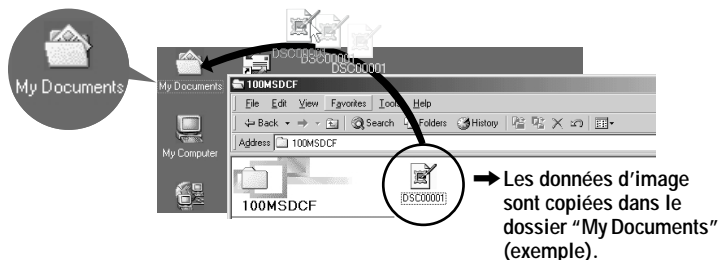 My Documents
DSC00001
DSC00001
DSC00001
My Documents
100MSDCF
File Edit View Favorites Tools Help
Back Search Folders History
Address 100MSDCF
My Computer
100MSDCF
DSC00001
Les données d’image
sont copiées dans le
dossier “My Documents”
(exemple).